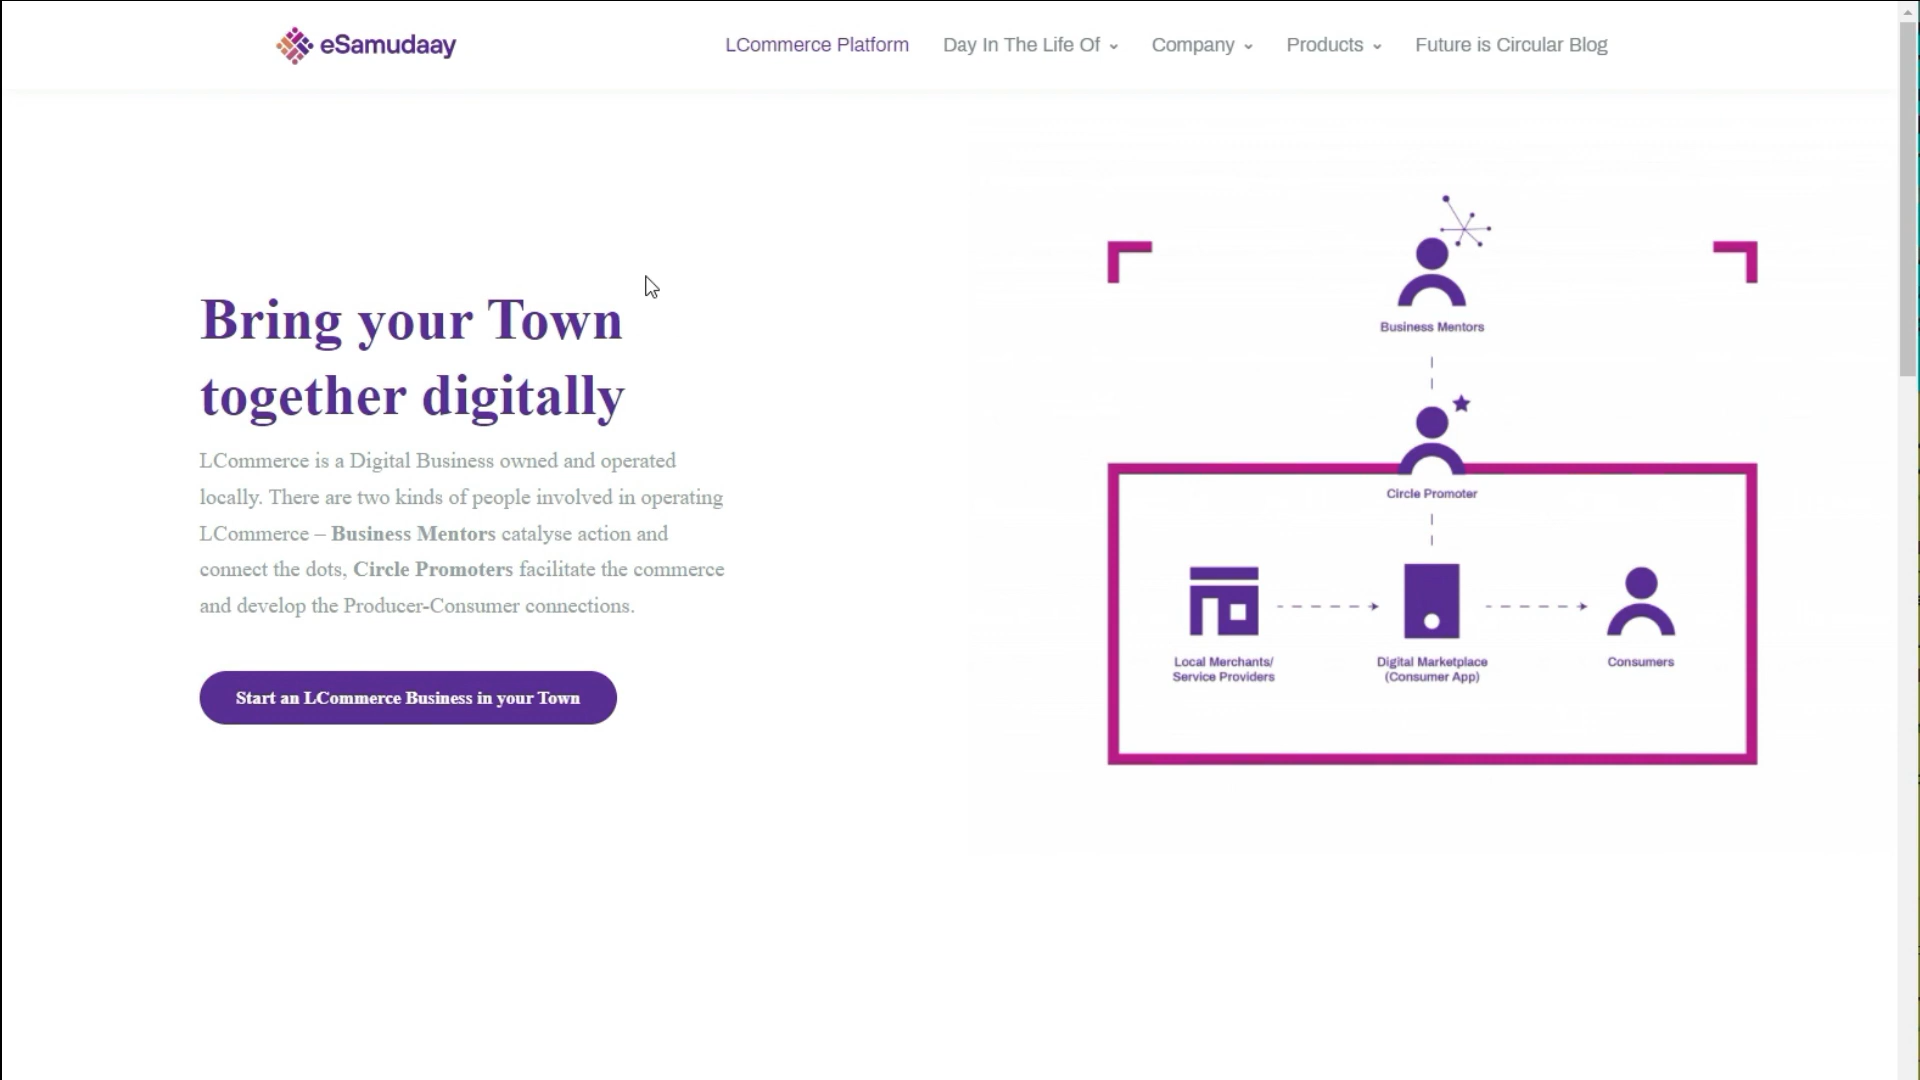 eSamudaay
LCommerce Platform
Day In The Life Of
Company
Products
Future is Circular Blog
Bring your Town
together digitally
LCommerce is a Digital Business owned and operated
locally. There are two kinds of people involved in operating
LCommerce – Business Mentors catalyse action and
connect the dots, Circle Promoters facilitate the commerce
and develop the Producer-Consumer connections.
Start an LCommerce Business in your Town
Business Mentors
Circle Promoter
Local Merchants/
Service Providers
Digital Marketplace
(Consumer App)
Consumers